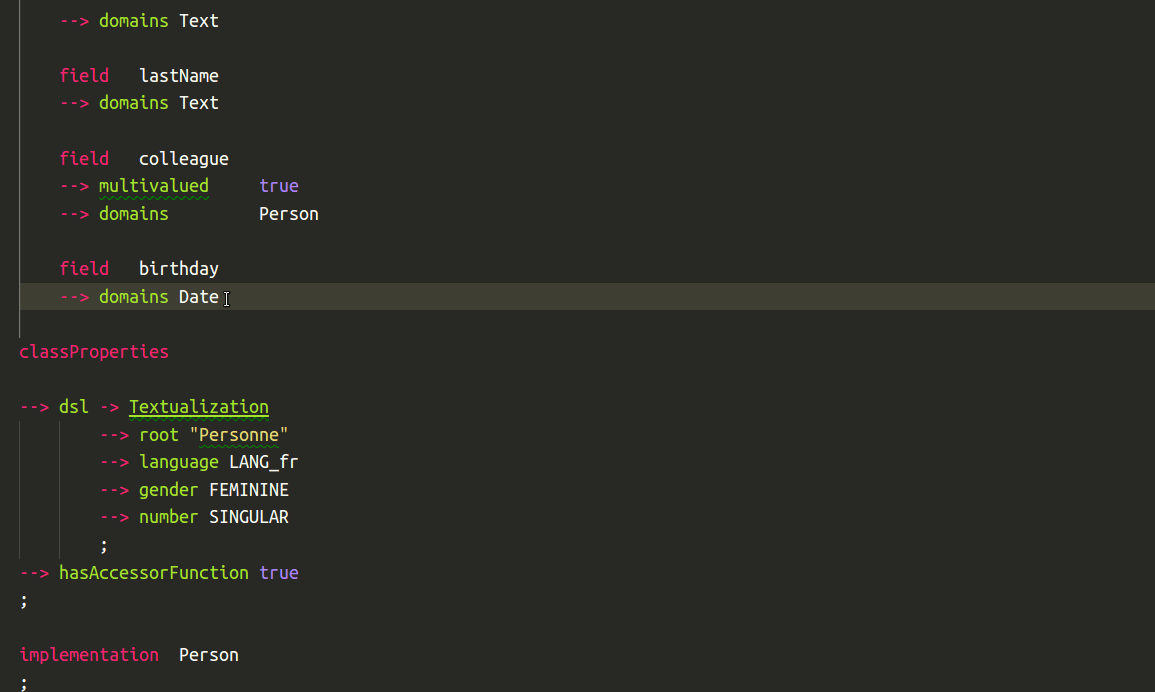 --> domains Text
field lastName
--> domains Text
field colleague
--> multivalued true
--> domains Person
field birthday
--> domains Date
classProperties
--> dsl -> Textualization
--> root "Personne"
--> language LANG_fr
--> gender FEMININE
--> number SINGULAR
;
--> hasAccessorFunction true
;
implementation Person
;